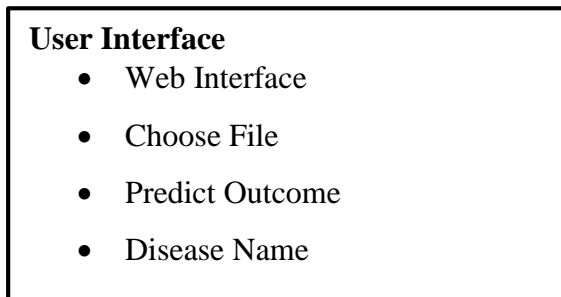 User Interface
• Web Interface
• Choose File
• Predict Outcome
• Disease Name